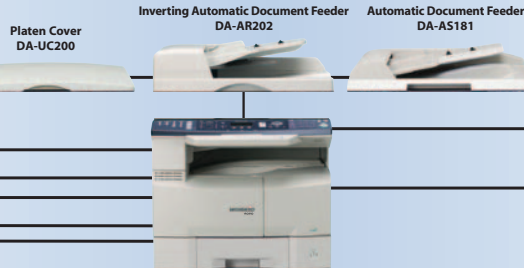 Platen Cover
DA-UC200
Inverting Automatic Document Feeder
DA-AR202
Automatic Document Feeder
DA-AS181